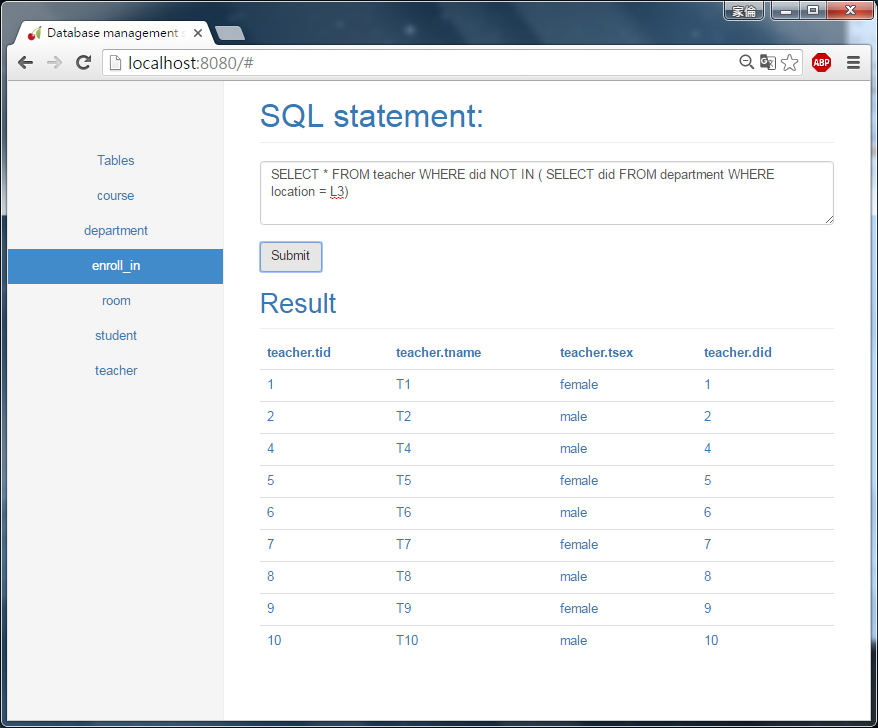 家倫
Database management s
localhost:8080/#
ABP
Tables
course
department
enroll_in
room
student
teacher
SQL statement:
SELECT * FROM teacher WHERE did NOT IN ( SELECT did FROM department WHERE
location = L3)
Submit
Result
teacher.tid teacher.tname teacher.tsex teacher.did
1 T1 female 1
2 T2 male 2
4 T4 male 4
5 T5 female 5
6 T6 male 6
7 T7 female 7
8 T8 male 8
9 T9 female 9
10 T10 male 10